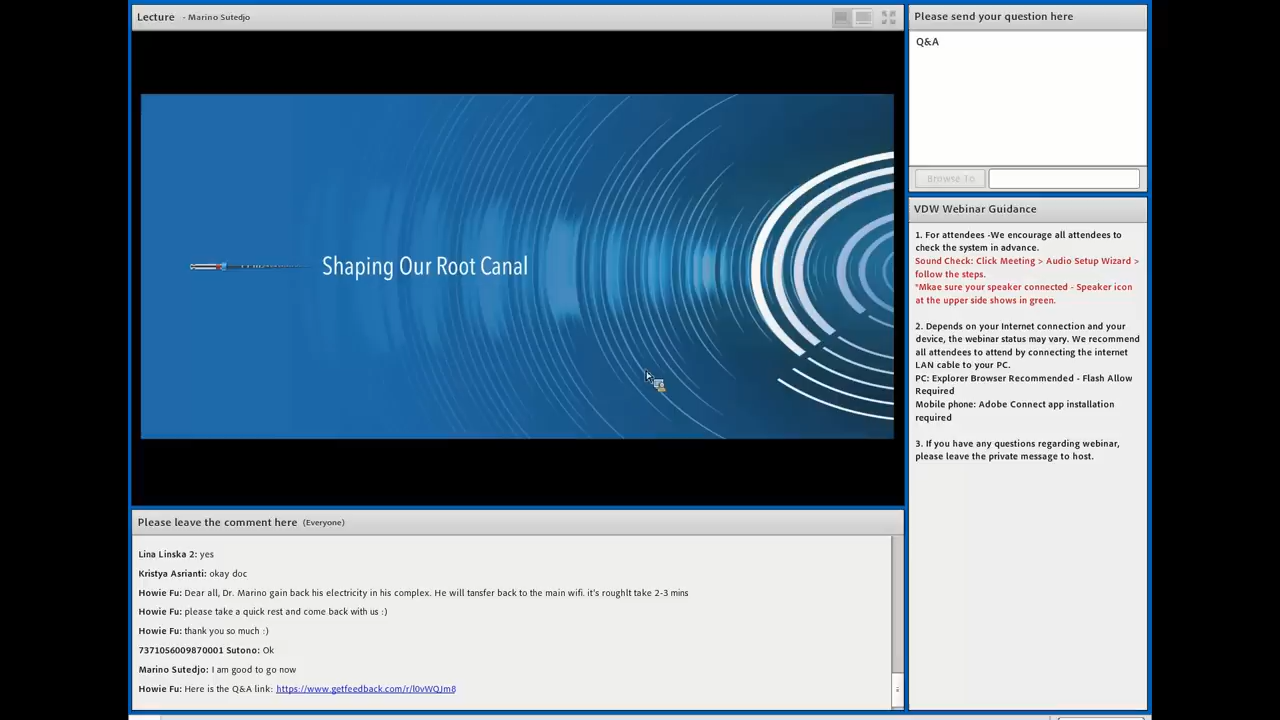 Lecture - Marino Sutedjo
Shaping Our Root Canal
Please leave the comment here (Everyone)
Lina Linska 2: yes
Kristya Asrianti: okay doc
Howie Fu: Dear all, Dr. Marino gain back his electricity in his complex. He will tansfer back to the main wifi. it's roughlt take 2-3 mins
Howie Fu: please take a quick rest and come back with us :)
Howie Fu: thank you so much :)
7371056009870001 Sutono: Ok
Marino Sutedjo: I am good to go now
Howie Fu: Here is the Q&A link: https://www.getfeedback.com/r/l0vWQJm8
Please send your question here
Q&A
Browse To
VDW Webinar Guidance
1. For attendees -We encourage all attendees to
check the system in advance.
Sound Check: Click Meeting > Audio Setup Wizard >
follow the steps.
*Mkae sure your speaker connected - Speaker icon
at the upper side shows in green.
2. Depends on your Internet connection and your
device, the webinar status may vary. We recommend
all attendees to attend by connecting the internet
LAN cable to your PC.
PC: Explorer Browser Recommended - Flash Allow
Required
Mobile phone: Adobe Connect app installation
required
3. If you have any questions regarding webinar,
please leave the private message to host.